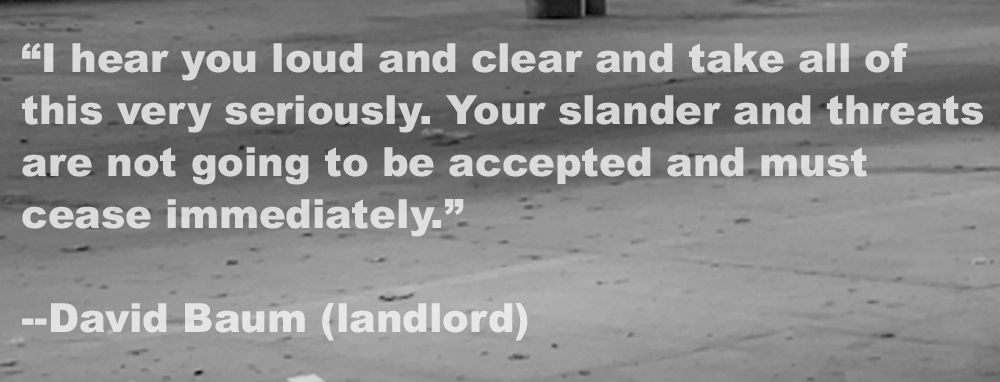 “I hear you loud and clear and take all of
this very seriously. Your slander and threats
are not going to be accepted and must
cease immediately.”
--David Baum (landlord)